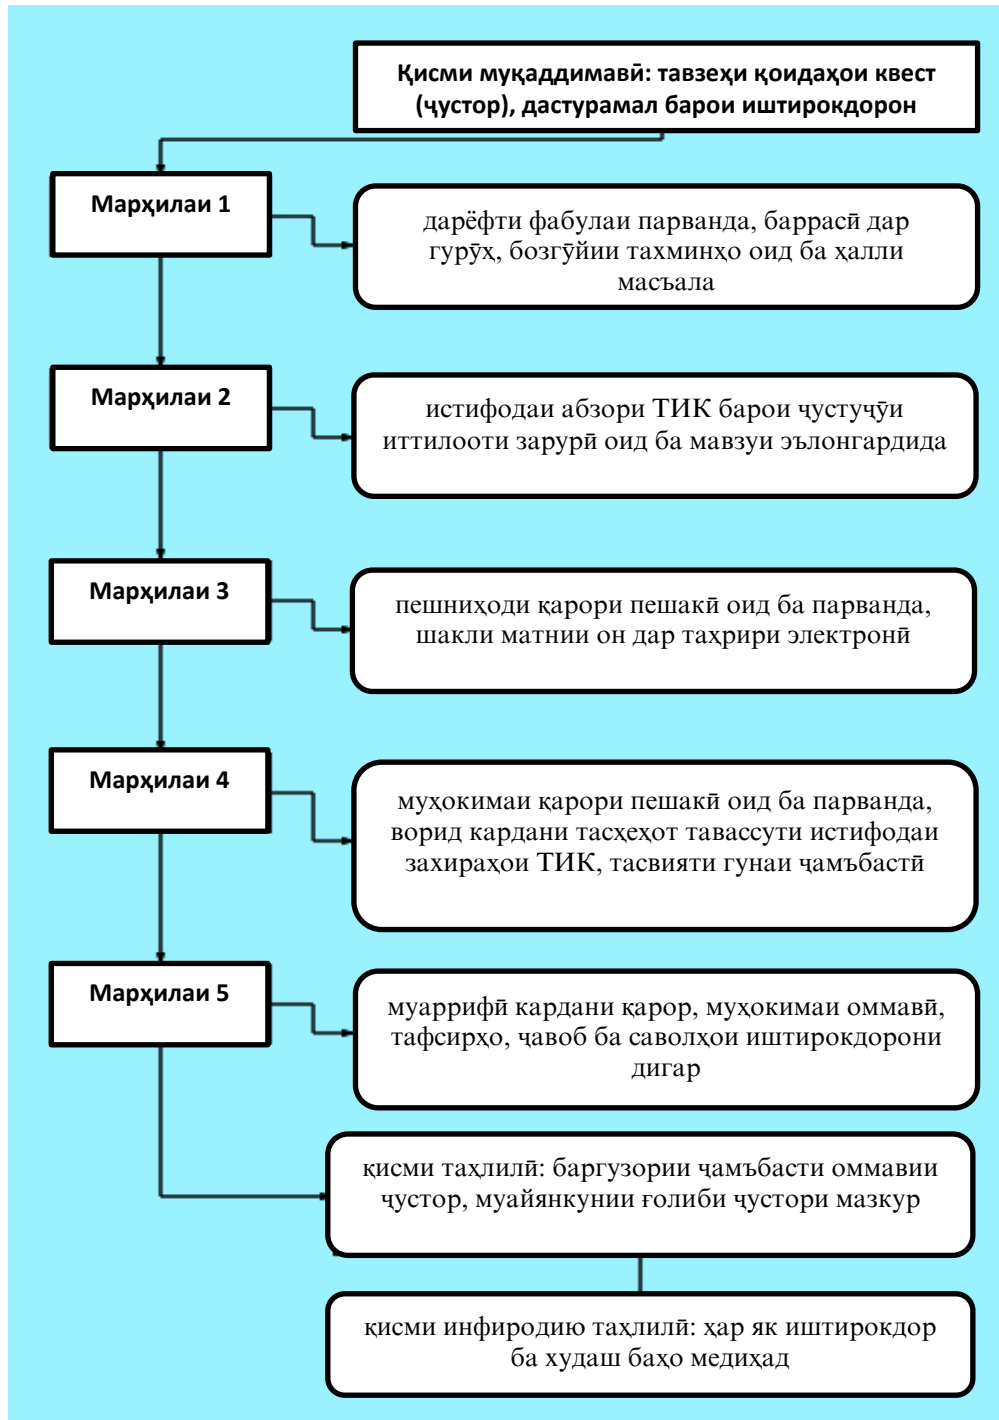 Қисми муқаддимавӣ: тавзеҳи қоидаҳои квест
(ҷустор), дастурамал барои иштирокдорон
Марҳилаи 1
дарёфти фабулаи парванда, баррасӣ дар
гурӯҳ, бозгӯйии тахминҳо оид ба ҳалли
масъала
Марҳилаи 2
истифодаи абзори ТИК барои ҷустуҷӯи
иттилооти зарурӣ оид ба мавзуи эълонгардида
Марҳилаи 3
пешниҳоди қарори пешакӣ оид ба парванда,
шакли матнии он дар таҳрири электронӣ
Марҳилаи 4
муҳокимаи қарори пешакӣ оид ба парванда,
ворид кардани тасҳеҳот тавассути истифодаи
захираҳои ТИК, тасвияти гунаи ҷамъбастӣ
Марҳилаи 5
муаррифӣ кардани қарор, муҳокимаи оммавӣ,
тафсирҳо, ҷавоб ба саволҳои иштирокдорони
дигар
қисми таҳлилӣ: баргузории ҷамъбасти оммавии
ҷустор, муайянкунии ғолиби ҷустори мазкур
қисми инфиродию таҳлилӣ: ҳар як иштирокдор
ба худаш баҳо медиҳад